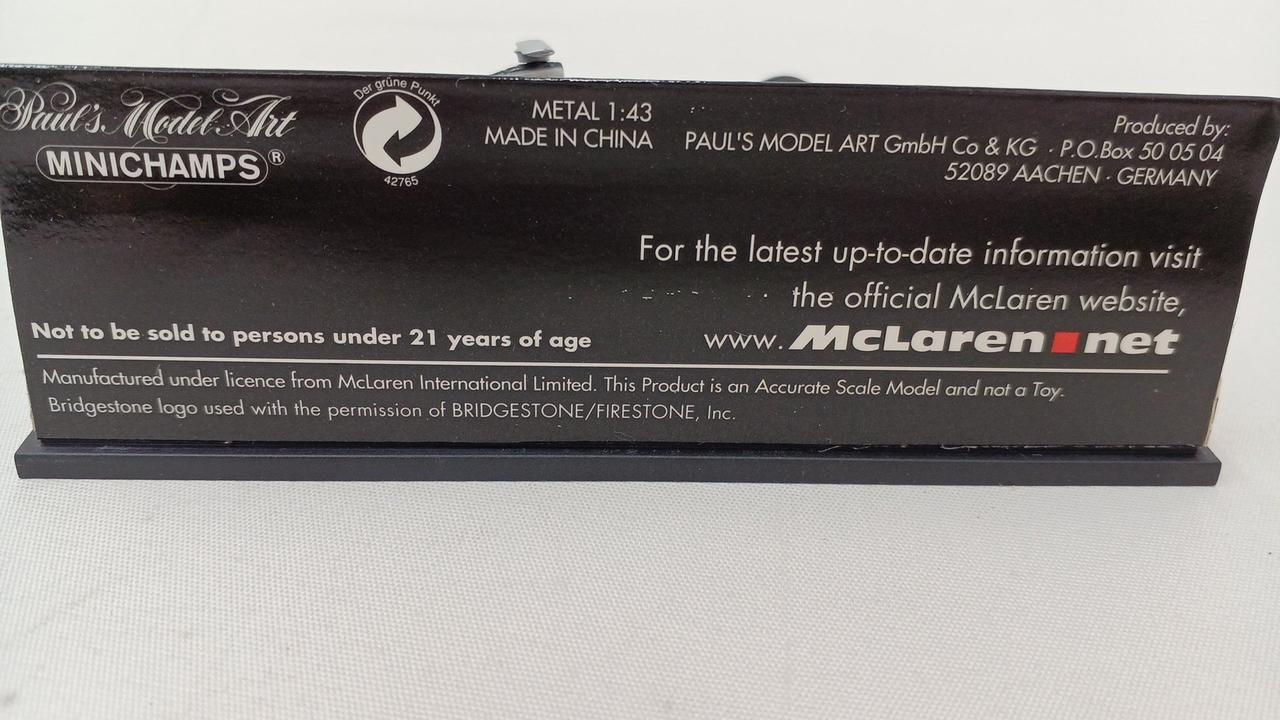 Paul's Model Art
MINICHAMPS®
Der grüne Punkt
42765
METAL 1:43
MADE IN CHINA
Produced by:
PAUL'S MODEL ART GmbH Co & KG · P.O.Box 50 05 04
52089 AACHEN · GERMANY
For the latest up-to-date information visit
the official McLaren website,
www.McLaren.net
Not to be sold to persons under 21 years of age
Manufactured under licence from McLaren International Limited. This Product is an Accurate Scale Model and not a Toy.
Bridgestone logo used with the permission of BRIDGESTONE/FIRESTONE, Inc.